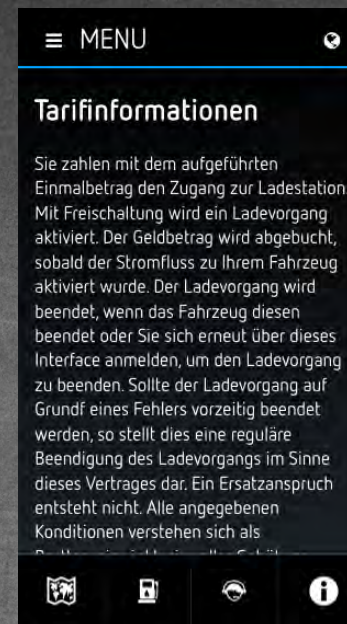 MENU
Tarifinformationen
Sie zahlen mit dem aufgeführten
Einmalbetrag den Zugang zur Ladestation
Mit Freischaltung wird ein Ladevorgang
aktiviert. Der Geldbetrag wird abgebucht,
sobald der Stromfluss zu Ihrem Fahrzeug
aktiviert wurde. Der Ladevorgang wird
beendet, wenn das Fahrzeug diesen
beendet oder Sie sich erneut über dieses
Interface anmelden, um den Ladevorgang
zu beenden. Sollte der Ladevorgang auf
Grundf eines Fehlers vorzeitig beendet
werden, so stellt dies eine reguläre
Beendigung des Ladevorgangs im Sinne
dieses Vertrages dar. Ein Ersatzanspruch
entsteht nicht. Alle angegebenen
Konditionen verstehen sich als